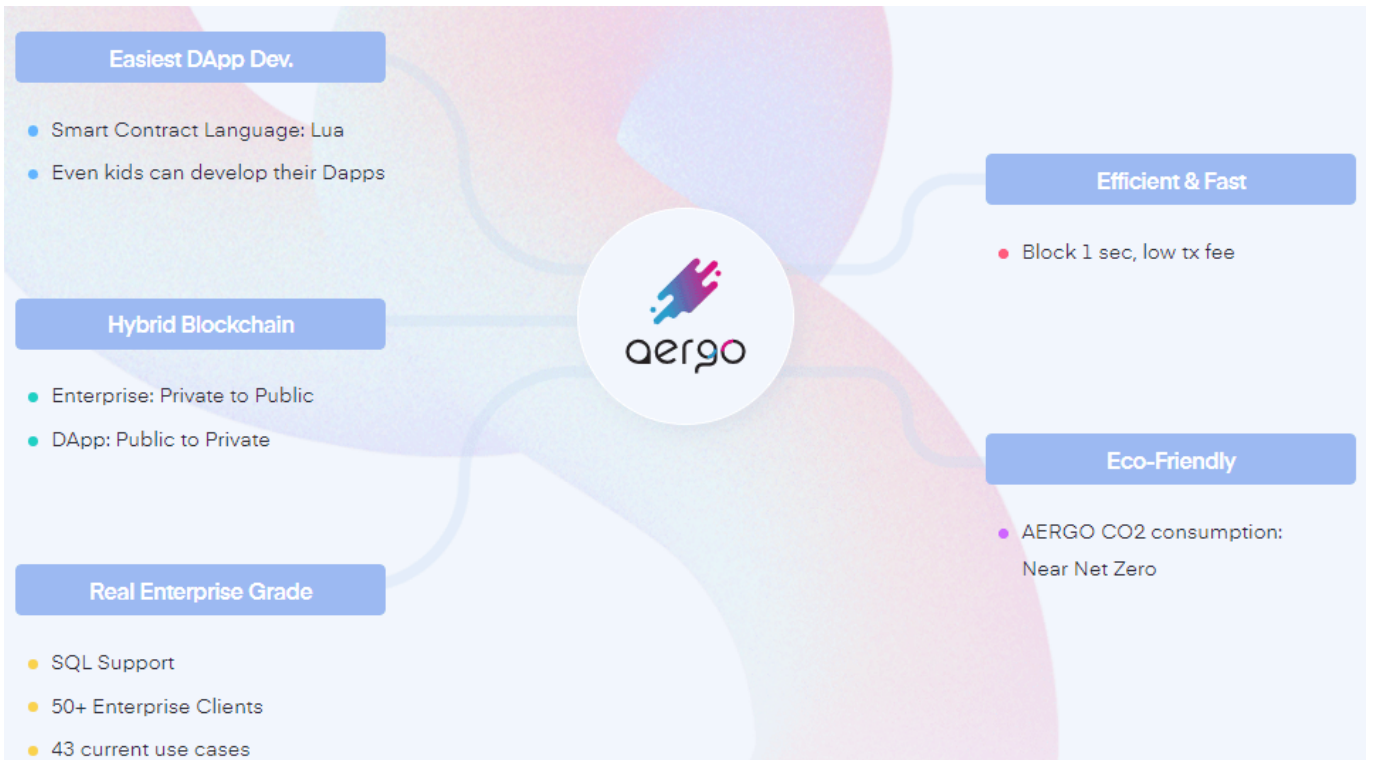 Easiest DApp Dev.
Smart Contract Language: Lua
Even kids can develop their Dapps
Hybrid Blockchain
Enterprise: Private to Public
DApp: Public to Private
Real Enterprise Grade
SQL Support
50+ Enterprise Clients
43 current use cases
aergo
Efficient & Fast
Block 1 sec, low tx fee
Eco-Friendly
AERGO CO2 consumption:
Near Net Zero